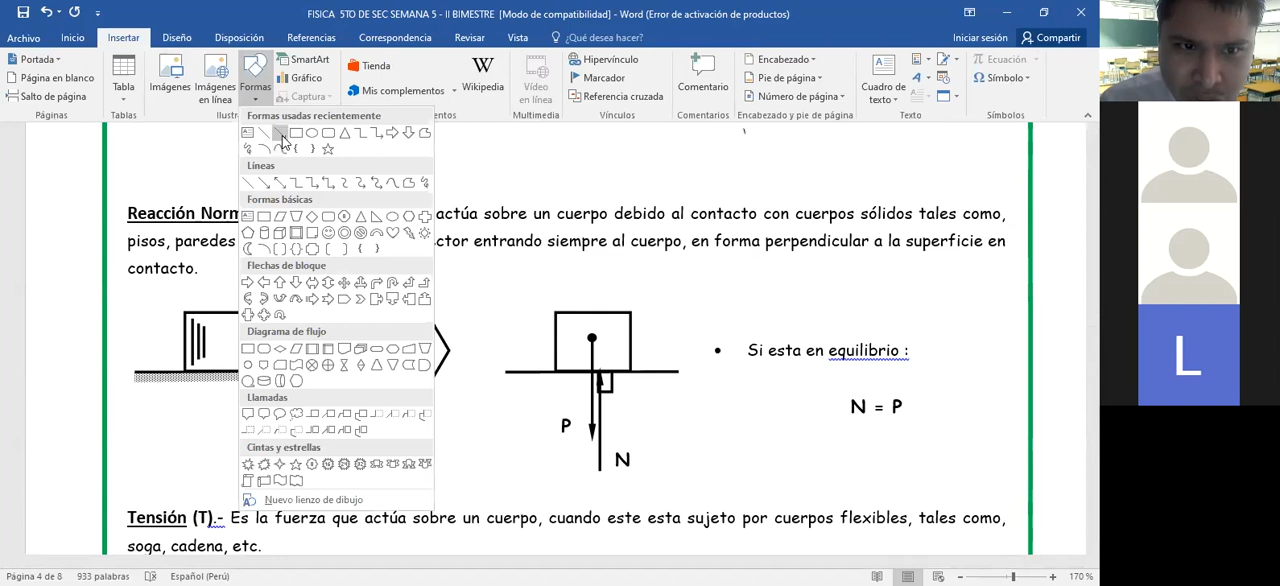 FISICA 5TO DE SEC SEMANA 5 - II BIMESTRE [Modo de compatibilidad] - Word (Error de activación de productos)
Archivo Inicio Insertar Diseño Disposición Referencias Correspondencia Revisar Vista ¿Qué desea hacer? Iniciar sesión Compartir
Portada
Página en blanco
Salto de página
Páginas
Tabla
Tablas
Imágenes
Imágenes en línea
Formas
SmartArt
Gráfico
Captura
Tienda
Mis complementos
Wikipedia
Vídeo en línea
Multimedia
Hipervínculo
Marcador
Referencia cruzada
Vínculos
Comentario
Comentarios
Encabezado
Pie de página
Número de página
Encabezado y pie de página
Cuadro de texto
Texto
Ecuación
Símbolo
Símbolos
Formas usadas recientemente
Líneas
Formas básicas
Flechas de bloque
Diagrama de flujo
Llamadas
Cintas y estrellas
Nuevo lienzo de dibujo
Reacción Norm actúa sobre un cuerpo debido al contacto con cuerpos sólidos tales como,
pisos, paredes ctor entrando siempre al cuerpo, en forma perpendicular a la superficie en
contacto.
• Si esta en equilibrio :
N = P
P
N
Tensión (T).- Es la fuerza que actúa sobre un cuerpo, cuando este esta sujeto por cuerpos flexibles, tales como,
soga, cadena, etc.
L
Página 4 de 8 933 palabras Español (Perú) 170 %